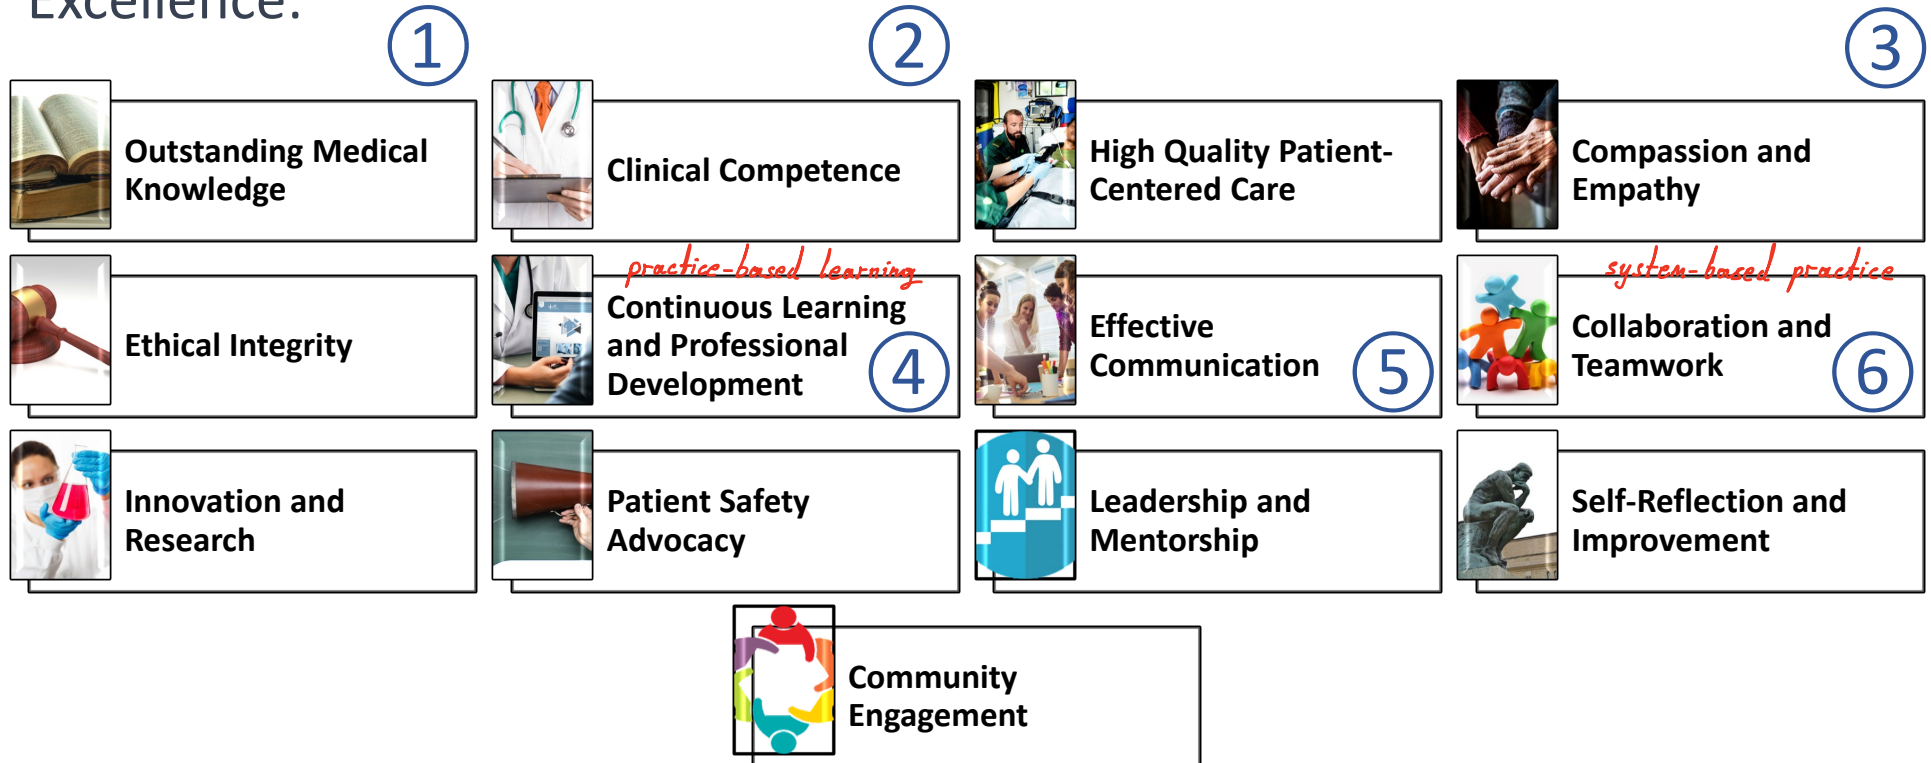 Excellence:
1
2
3
Outstanding Medical
Knowledge
Clinical Competence
High Quality Patient-
Centered Care
Compassion and
Empathy
Ethical Integrity
practice-based learning
Continuous Learning
and Professional
Development
4
Effective
Communication
5
system-based practice
Collaboration and
Teamwork
6
Innovation and
Research
Patient Safety
Advocacy
Leadership and
Mentorship
Self-Reflection and
Improvement
Community
Engagement